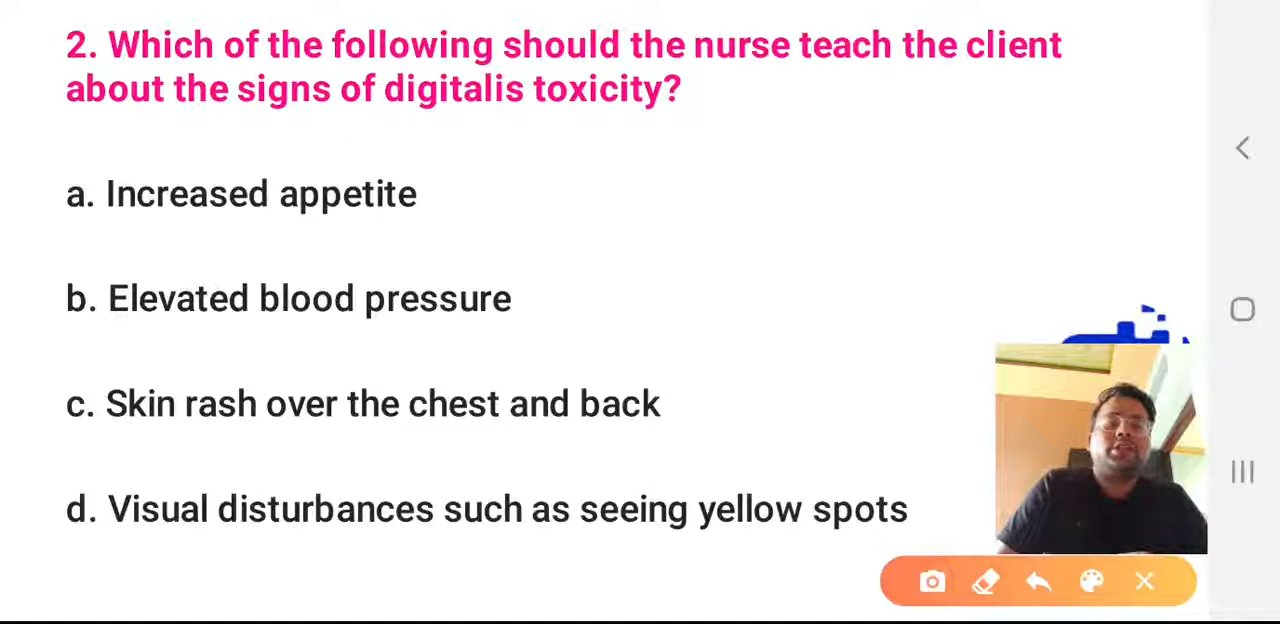 2. Which of the following should the nurse teach the client
about the signs of digitalis toxicity?
a. Increased appetite
b. Elevated blood pressure
c. Skin rash over the chest and back
d. Visual disturbances such as seeing yellow spots